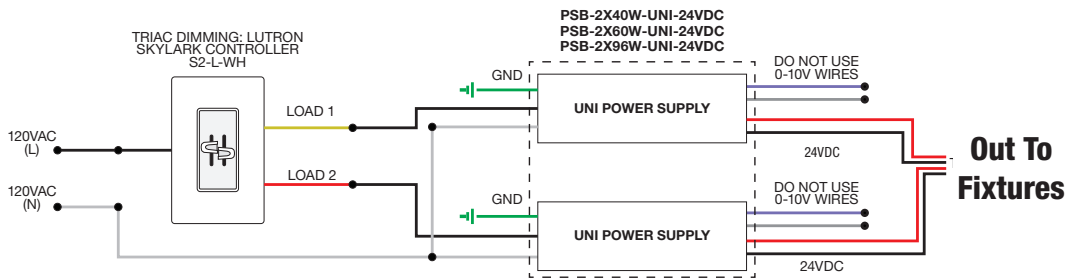 PSB-2X40W-UNI-24VDC
PSB-2X60W-UNI-24VDC
PSB-2X96W-UNI-24VDC
TRIAC DIMMING: LUTRON
SKYLARK CONTROLLER
S2-L-WH
GND
DO NOT USE
0-10V WIRES
LOAD 1
UNI POWER SUPPLY
120VAC
(L)
24VDC
Out To
Fixtures
LOAD 2
120VAC
(N)
GND
DO NOT USE
0-10V WIRES
UNI POWER SUPPLY
24VDC